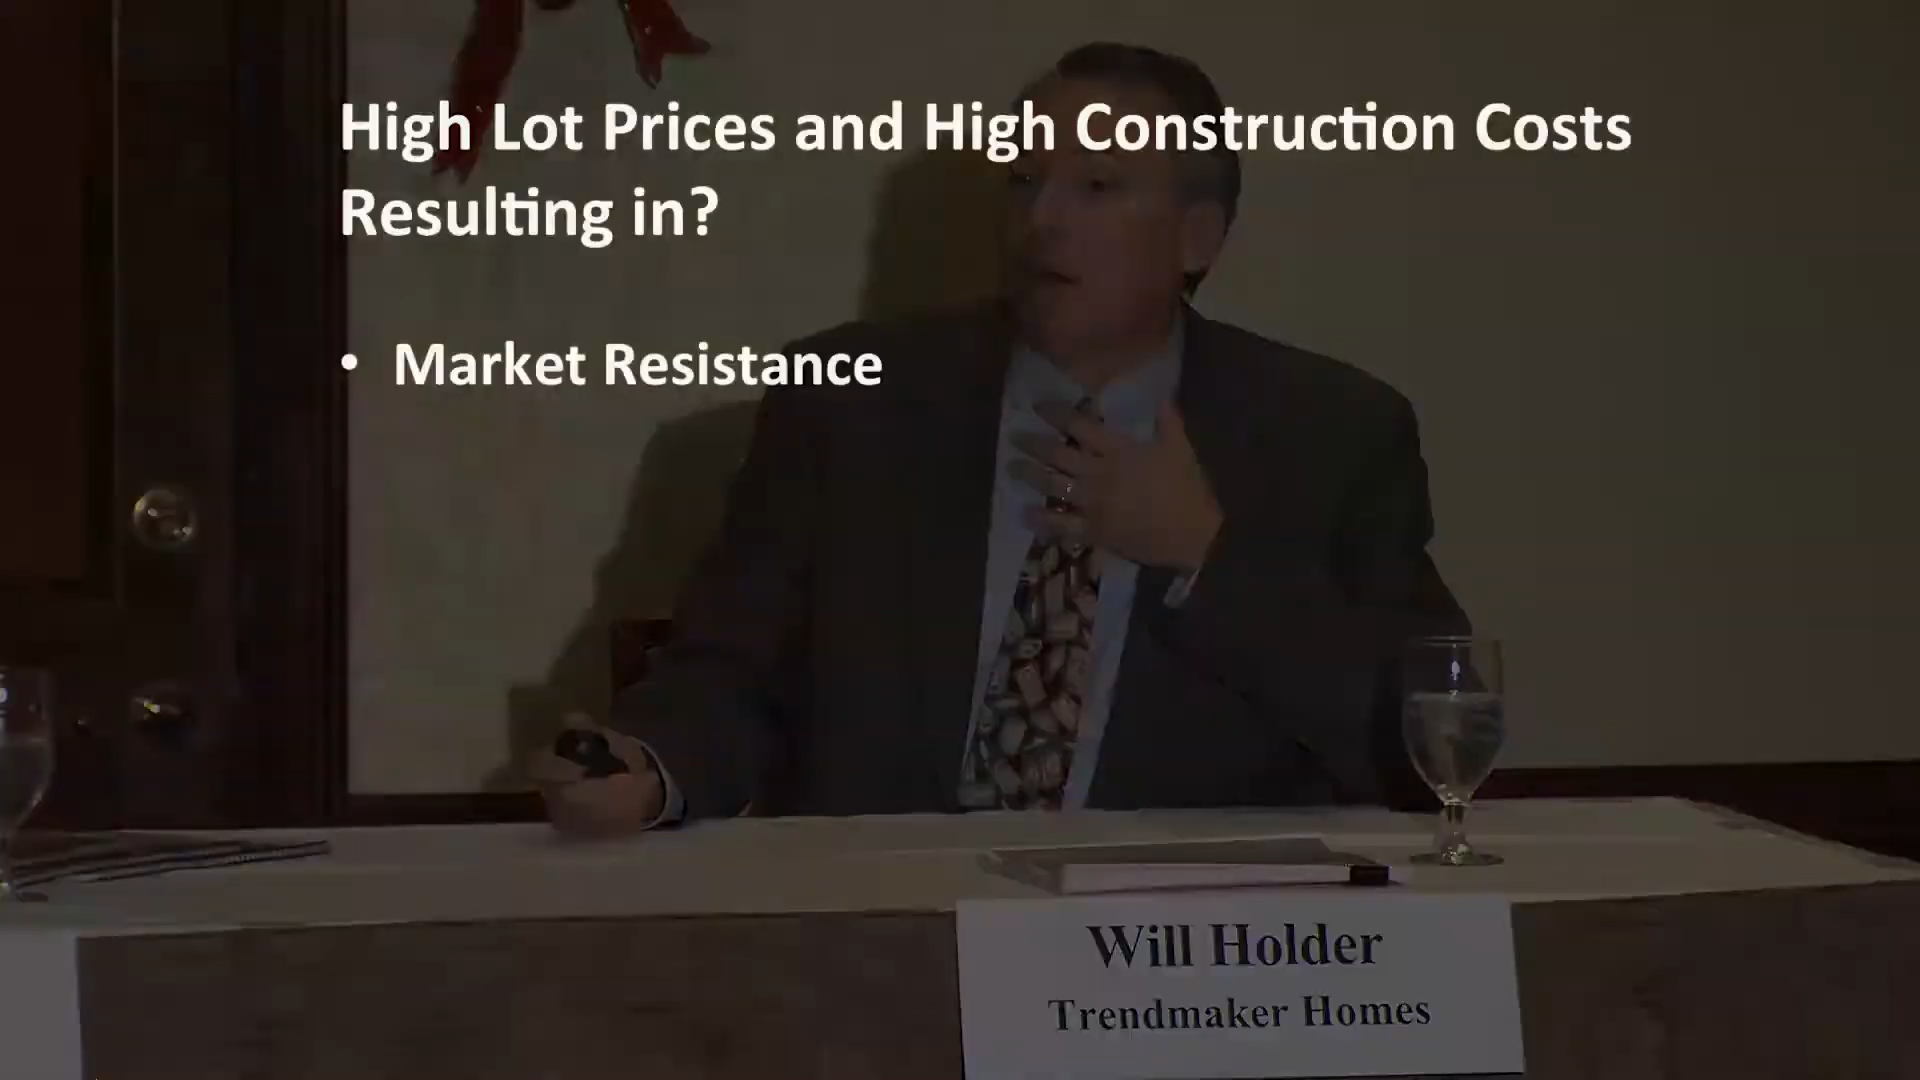 High Lot Prices and High Construction Costs
Resulting in?
• Market Resistance
Will Holder
Trendmaker Homes